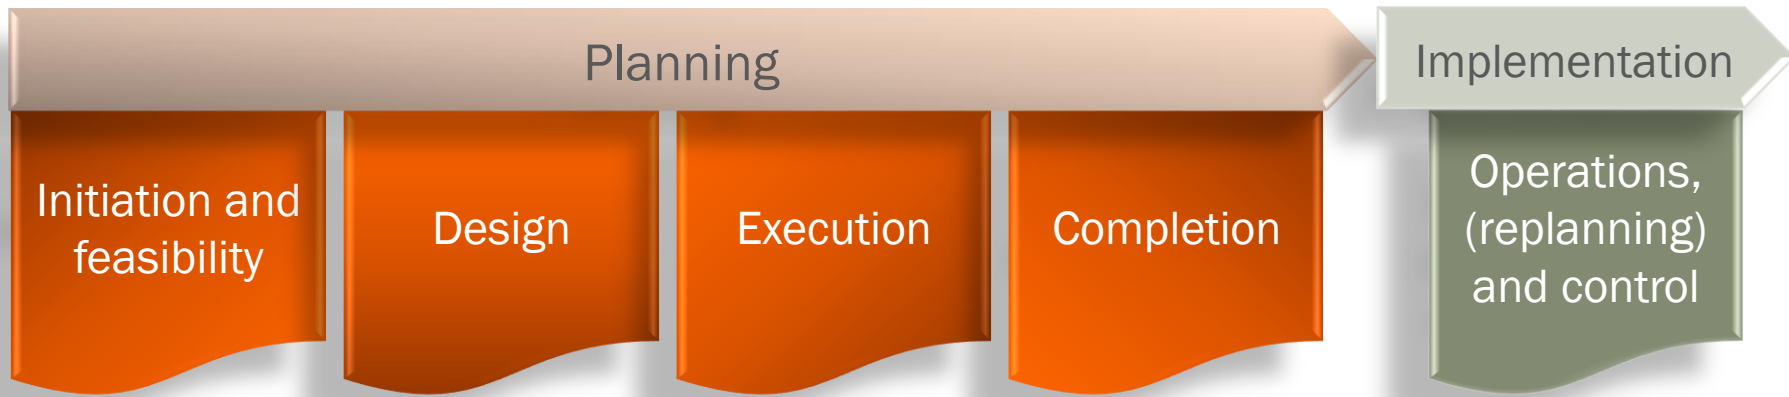 Planning
Implementation
Initiation and
feasibility
Design
Execution
Completion
Operations,
(replanning)
and control